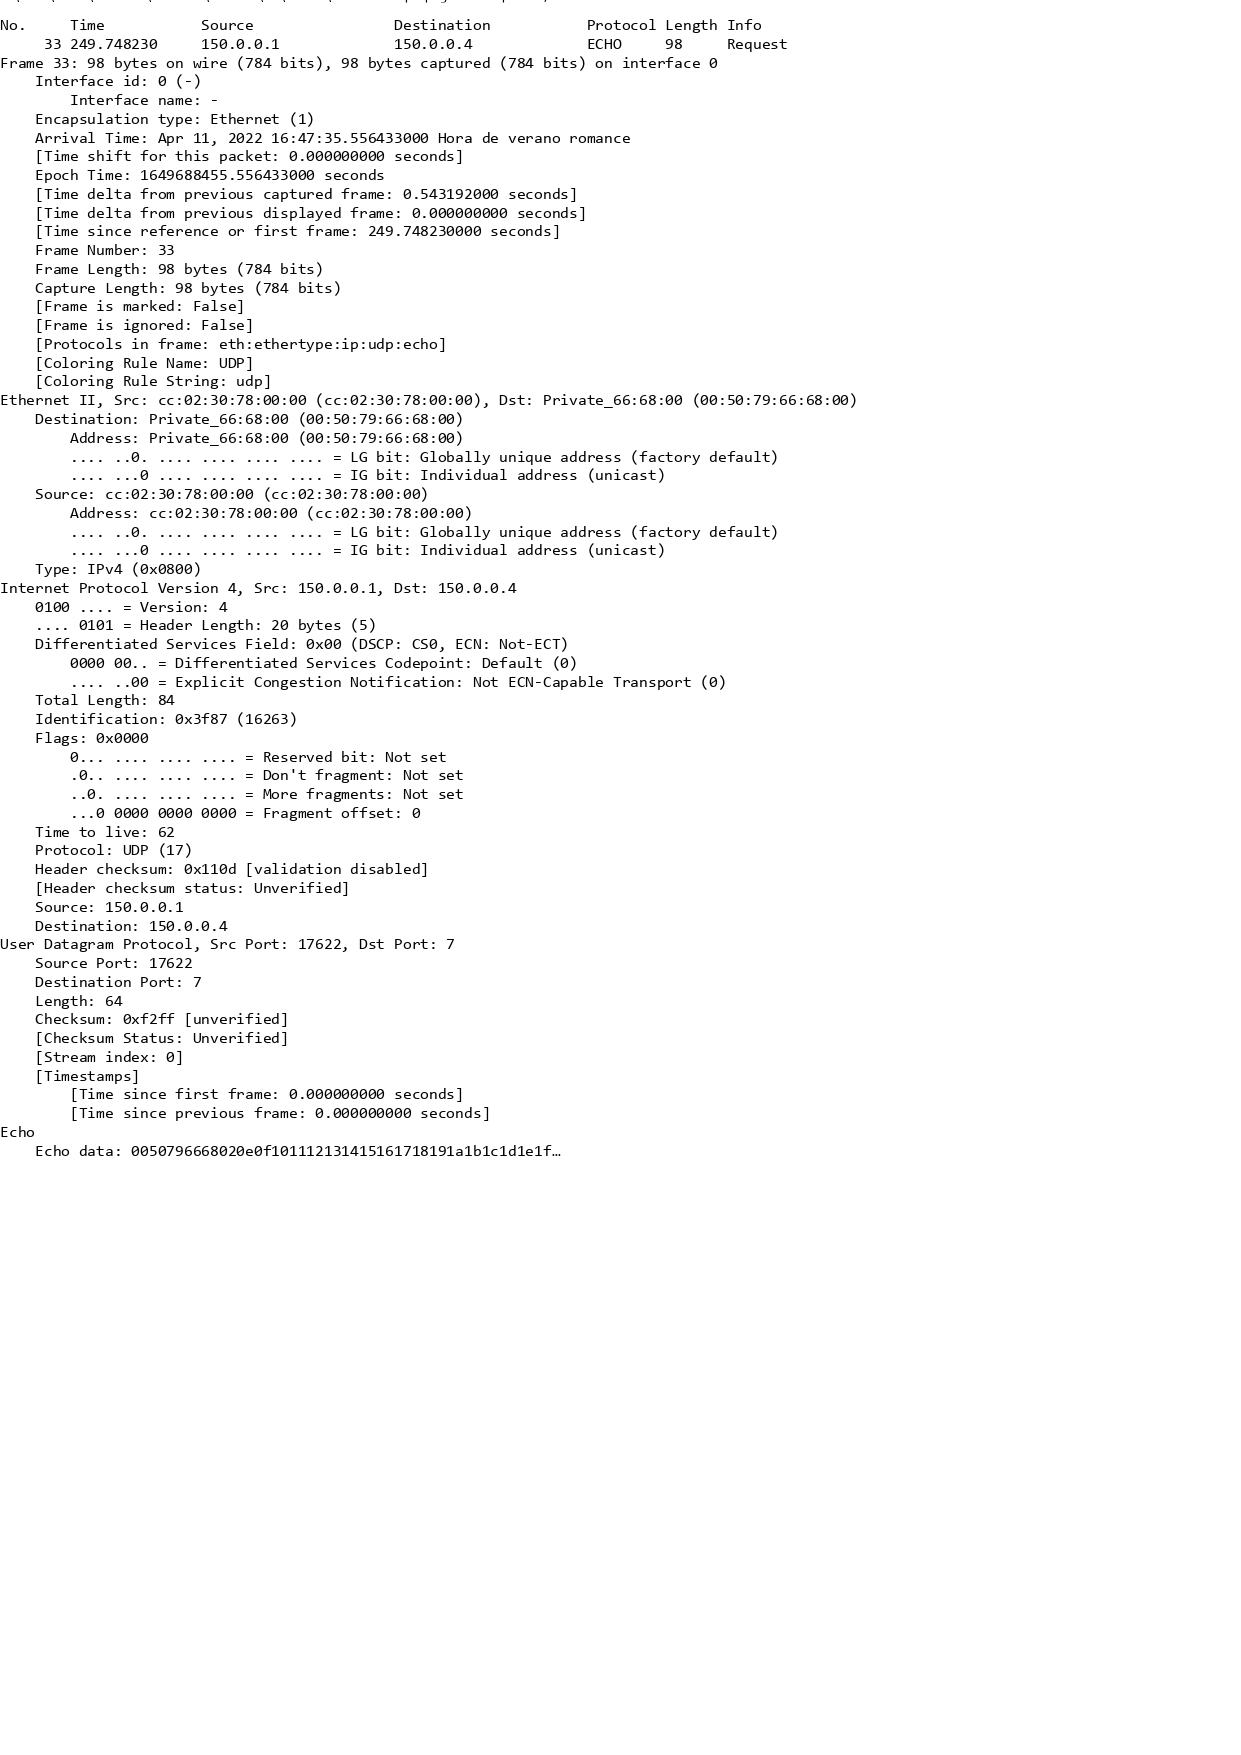 No.     Time           Source                Destination           Protocol Length Info
     33 249.748230     150.0.0.1             150.0.0.4             ECHO     98     Request
Frame 33: 98 bytes on wire (784 bits), 98 bytes captured (784 bits) on interface 0
    Interface id: 0 (-)
        Interface name: -
    Encapsulation type: Ethernet (1)
    Arrival Time: Apr 11, 2022 16:47:35.556433000 Hora de verano romance
    [Time shift for this packet: 0.000000000 seconds]
    Epoch Time: 1649688455.556433000 seconds
    [Time delta from previous captured frame: 0.543192000 seconds]
    [Time delta from previous displayed frame: 0.000000000 seconds]
    [Time since reference or first frame: 249.748230000 seconds]
    Frame Number: 33
    Frame Length: 98 bytes (784 bits)
    Capture Length: 98 bytes (784 bits)
    [Frame is marked: False]
    [Frame is ignored: False]
    [Protocols in frame: eth:ethertype:ip:udp:echo]
    [Coloring Rule Name: UDP]
    [Coloring Rule String: udp]
Ethernet II, Src: cc:02:30:78:00:00 (cc:02:30:78:00:00), Dst: Private_66:68:00 (00:50:79:66:68:00)
    Destination: Private_66:68:00 (00:50:79:66:68:00)
        Address: Private_66:68:00 (00:50:79:66:68:00)
        .... ..0. .... .... .... .... = LG bit: Globally unique address (factory default)
        .... ...0 .... .... .... .... = IG bit: Individual address (unicast)
    Source: cc:02:30:78:00:00 (cc:02:30:78:00:00)
        Address: cc:02:30:78:00:00 (cc:02:30:78:00:00)
        .... ..0. .... .... .... .... = LG bit: Globally unique address (factory default)
        .... ...0 .... .... .... .... = IG bit: Individual address (unicast)
    Type: IPv4 (0x0800)
Internet Protocol Version 4, Src: 150.0.0.1, Dst: 150.0.0.4
    0100 .... = Version: 4
    .... 0101 = Header Length: 20 bytes (5)
    Differentiated Services Field: 0x00 (DSCP: CS0, ECN: Not-ECT)
        0000 00.. = Differentiated Services Codepoint: Default (0)
        .... ..00 = Explicit Congestion Notification: Not ECN-Capable Transport (0)
    Total Length: 84
    Identification: 0x3f87 (16263)
    Flags: 0x0000
        0... .... .... .... = Reserved bit: Not set
        .0.. .... .... .... = Don't fragment: Not set
        ..0. .... .... .... = More fragments: Not set
        ...0 0000 0000 0000 = Fragment offset: 0
    Time to live: 62
    Protocol: UDP (17)
    Header checksum: 0x110d [validation disabled]
    [Header checksum status: Unverified]
    Source: 150.0.0.1
    Destination: 150.0.0.4
User Datagram Protocol, Src Port: 17622, Dst Port: 7
    Source Port: 17622
    Destination Port: 7
    Length: 64
    Checksum: 0xf2ff [unverified]
    [Checksum Status: Unverified]
    [Stream index: 0]
    [Timestamps]
        [Time since first frame: 0.000000000 seconds]
        [Time since previous frame: 0.000000000 seconds]
Echo
    Echo data: 0050796668020e0f101112131415161718191a1b1c1d1e1f…